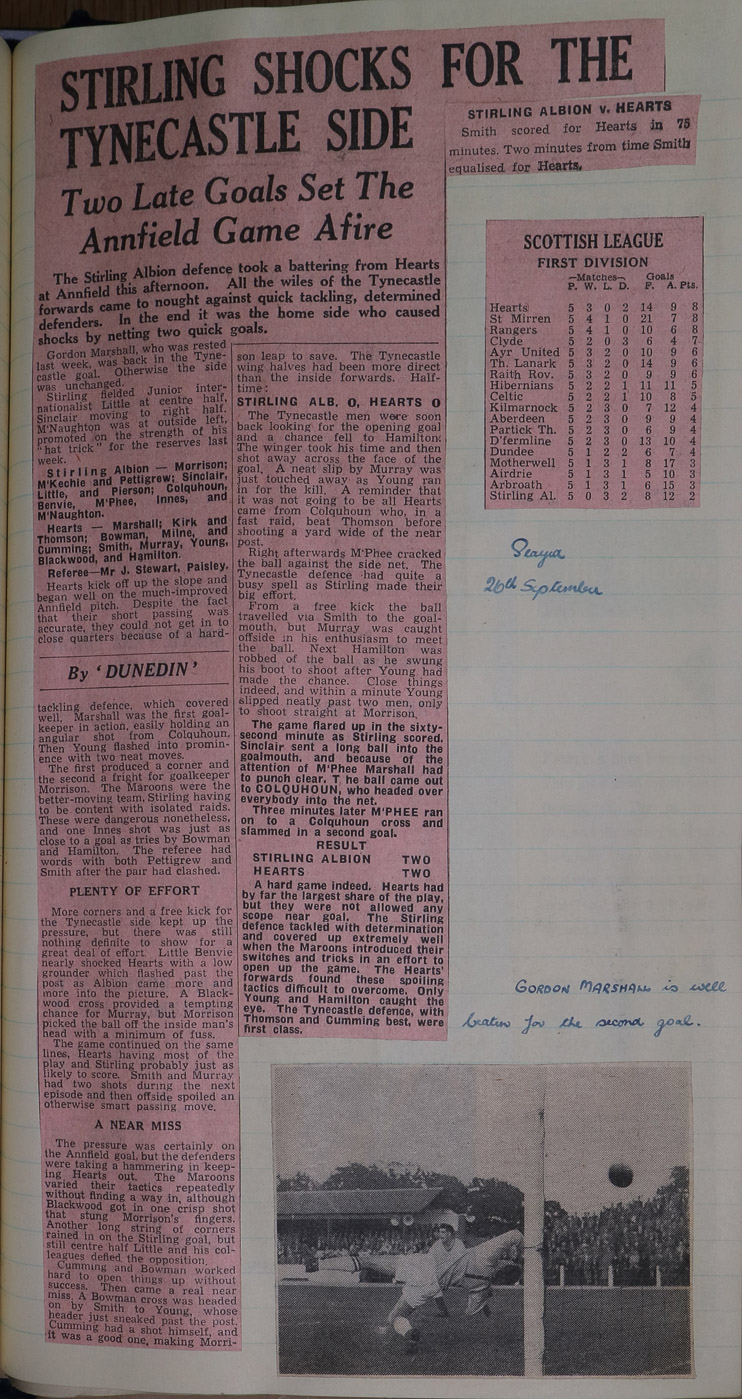 STIRLING SHOCKS FOR THE
TYNECASTLE SIDE
Two Late Goals Set The
Annfield Game Afire
The Stirling Albion defence took a battering from Hearts
at Annfield this afternoon. All the wiles of the Tynecastle
forwards came to nought against quick tackling, determined
defenders. In the end it was the home side who caused
shocks by netting two quick goals.
Gordon Marshall, who was rested
last week, was back in the Tyne-
castle goal. Otherwise the side
was unchanged.
Stirling fielded Junior inter-
nationalist Little at centre half,
Sinclair moving to right half.
M'Naughton was at outside left,
promoted on the strength of his
"hat trick" for the reserves last
week.
Stirling Albion — Morrison;
M'Kechie and Pettigrew; Sinclair,
Little, and Pierson; Colquhoun,
Benvie, M'Phee, Innes, and
M'Naughton.
Hearts — Marshall; Kirk and
Thomson; Bowman, Milne, and
Cumming; Smith, Murray, Young,
Blackwood, and Hamilton.
Referee—Mr J. Stewart, Paisley.
Hearts kick off up the slope and
began well on the much-improved
Annfield pitch. Despite the fact
that their short passing was
accurate, they could not get in to
close quarters because of a hard-
By 'DUNEDIN'
tackling defence, which covered
well. Marshall was the first goal-
keeper in action, easily holding an
angular shot from Colquhoun.
Then Young flashed into promin-
ence with two neat moves.
The first produced a corner and
the second a fright for goalkeeper
Morrison. The Maroons were the
better-moving team, Stirling having
to be content with isolated raids.
These were dangerous nonetheless,
and one Innes shot was just as
close to a goal as tries by Bowman
and Hamilton. The referee had
words with both Pettigrew and
Smith after the pair had clashed.
PLENTY OF EFFORT
More corners and a free kick for
the Tynecastle side kept up the
pressure, but there was still
nothing definite to show for a
great deal of effort. Little Benvie
nearly shocked Hearts with a low
grounder which flashed past the
post as Albion came more and
more into the picture. A Black-
wood cross provided a tempting
chance for Murray, but Morrison
picked the ball off the inside man's
head with a minimum of fuss.
The game continued on the same
lines, Hearts having most of the
play and Stirling probably just as
likely to score. Smith and Murray
had two shots during the next
episode and then offside spoiled an
otherwise smart passing move.
A NEAR MISS
The pressure was certainly on
the Annfield goal, but the defenders
were taking a hammering in keep-
ing Hearts out. The Maroons
varied their tactics repeatedly
without finding a way in, although
Blackwood got in one crisp shot
that stung Morrison's fingers.
Another long string of corners
rained in on the Stirling goal, but
still centre half Little and his col-
leagues defied the opposition.
Cumming and Bowman worked
hard to open things up without
success. Then came a real near
miss. A Bowman cross was headed
on by Smith to Young, whose
header just sneaked past the post.
Cumming had a shot himself, and
it was a good one, making Morri-
son leap to save. The Tynecastle
wing halves had been more direct
than the inside forwards. Half-
time:
STIRLING ALB. 0, HEARTS 0
The Tynecastle men were soon
back looking for the opening goal
and a chance fell to Hamilton.
The winger took his time and then
shot away across the face of the
goal. A neat slip by Murray was
just touched away as Young ran
in for the kill. A reminder that
it was not going to be all Hearts
came from Colquhoun who, in a
fast raid, beat Thomson before
shooting a yard wide of the near
post.
Right afterwards M'Phee cracked
the ball against the side net. The
Tynecastle defence had quite a
busy spell as Stirling made their
big effort.
From a free kick the ball
travelled via Smith to the goal-
mouth, but Murray was caught
offside in his enthusiasm to meet
the ball. Next Hamilton was
robbed of the ball as he swung
his boot to shoot after Young had
made the chance. Close things
indeed, and within a minute Young
slipped neatly past two men, only
to shoot straight at Morrison.
The game flared up in the sixty-
second minute as Stirling scored.
Sinclair sent a long ball into the
goalmouth, and because of the
attention of M'Phee Marshall had
to punch clear. T he ball came out
to COLQUHOUN, who headed over
everybody into the net.
Three minutes later M'PHEE ran
on to a Colquhoun cross and
slammed in a second goal.
RESULT
STIRLING ALBION TWO
HEARTS TWO
A hard game indeed. Hearts had
by far the largest share of the play,
but they were not allowed any
scope near goal. The Stirling
defence tackled with determination
and covered up extremely well
when the Maroons introduced their
switches and tricks in an effort to
open up the game. The Hearts'
forwards found these spoiling
tactics difficult to overcome. Only
Young and Hamilton caught the
eye. The Tynecastle defence, with
Thomson and Cumming best, were
first class.
STIRLING ALBION v. HEARTS
Smith scored for Hearts in 75
minutes. Two minutes from time Smith
equalised for Hearts.
SCOTTISH LEAGUE
FIRST DIVISION
—Matches— Goals
P. W. L. D. F. A. Pts.
Hearts 5 3 0 2 14 9 8
St Mirren 5 4 1 0 21 7 8
Rangers 5 4 1 0 10 6 8
Clyde 5 2 0 3 6 4 7
Ayr United 5 3 2 0 10 9 6
Th. Lanark 5 3 2 0 14 9 6
Raith Rov. 5 3 2 0 9 9 6
Hibernians 5 2 2 1 11 11 5
Celtic 5 2 2 1 10 8 5
Kilmarnock 5 2 3 0 7 12 4
Aberdeen 5 2 3 0 9 9 4
Partick Th. 5 2 3 0 6 9 4
D'fermline 5 2 3 0 13 10 4
Dundee 5 1 2 2 6 7 4
Motherwell 5 1 3 1 8 17 3
Airdrie 5 1 3 1 5 10 3
Arbroath 5 1 3 1 6 15 3
Stirling Al. 5 0 3 2 8 12 2
26th September
GORDON MARSHALL is well
beaten for the second goal.